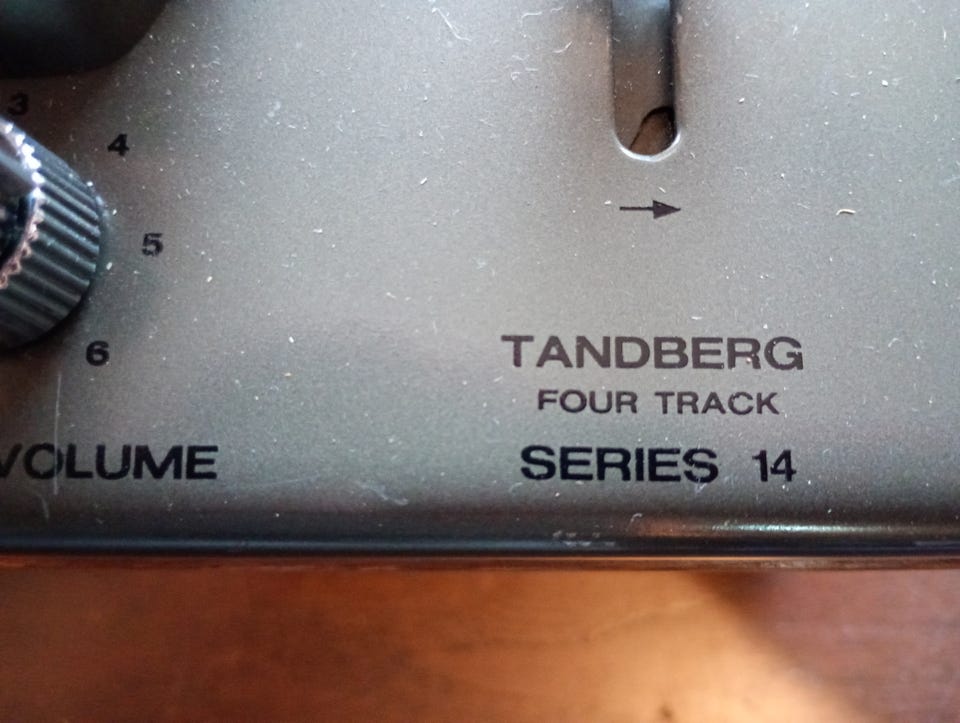 3
4
5
6
VOLUME
TANDBERG
FOUR TRACK
SERIES 14